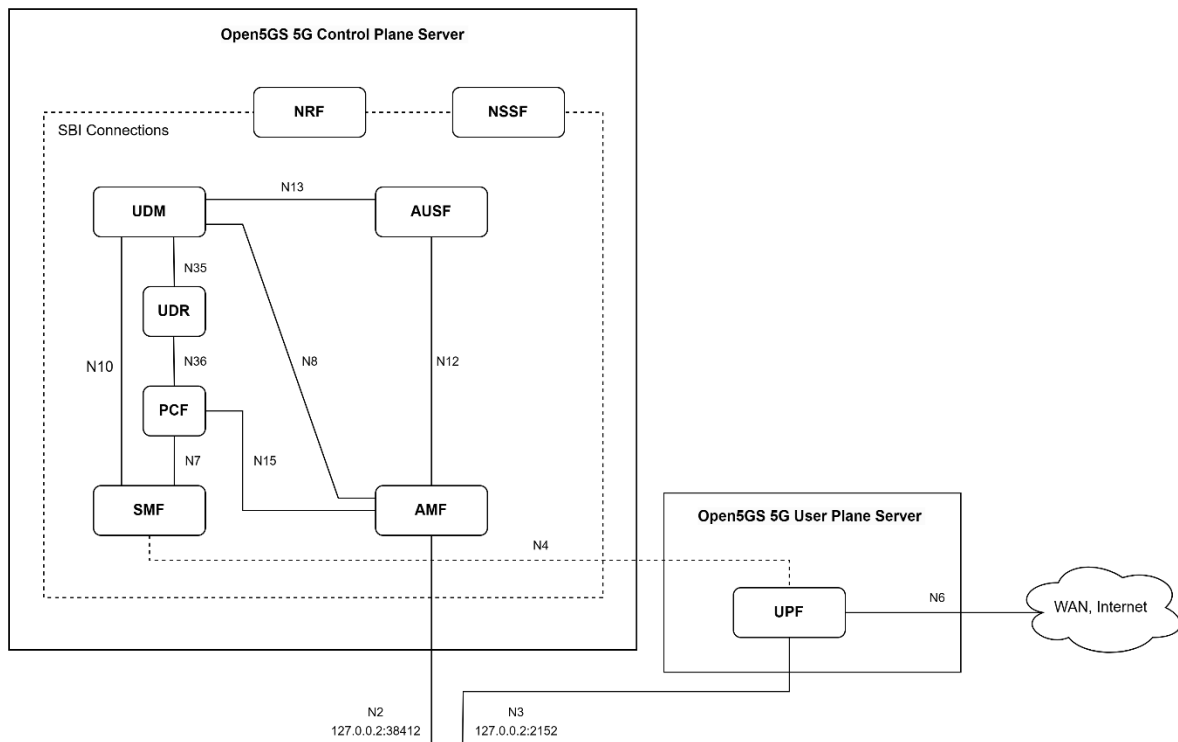 Open5GS 5G Control Plane Server
NRF
NSSF
SBI Connections
N13
UDM
AUSF
N35
UDR
N10
N36
N8
N12
PCF
N7
N15
SMF
AMF
Open5GS 5G User Plane Server
N4
UPF
N6
WAN, Internet
N2
127.0.0.2:38412
N3
127.0.0.2:2152